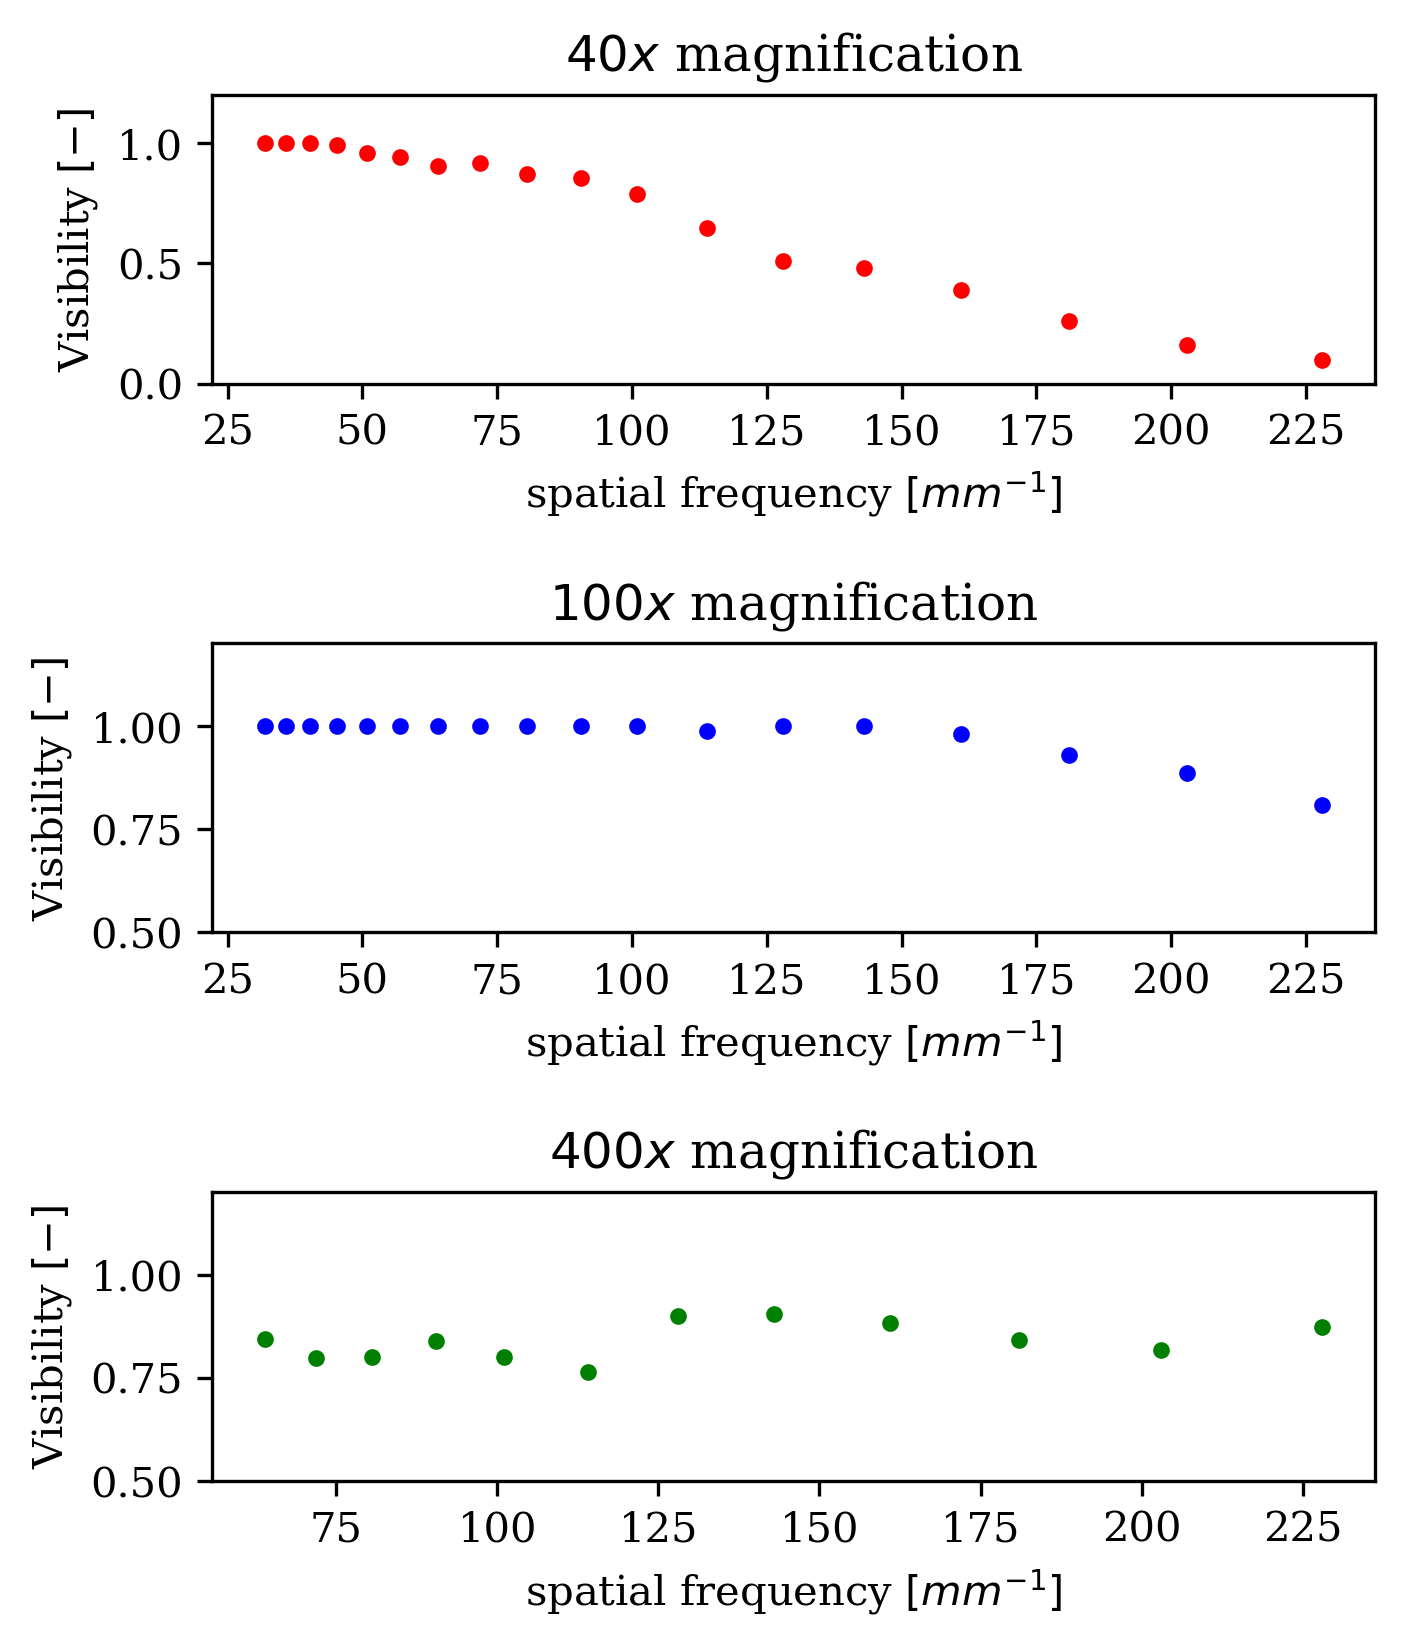 40x magnification
Visibility [−]
1.0
0.5
0.0
25 50 75 100 125 150 175 200 225
spatial frequency [mm⁻¹]
100x magnification
Visibility [−]
1.00
0.75
0.50
25 50 75 100 125 150 175 200 225
spatial frequency [mm⁻¹]
400x magnification
Visibility [−]
1.00
0.75
0.50
75 100 125 150 175 200 225
spatial frequency [mm⁻¹]